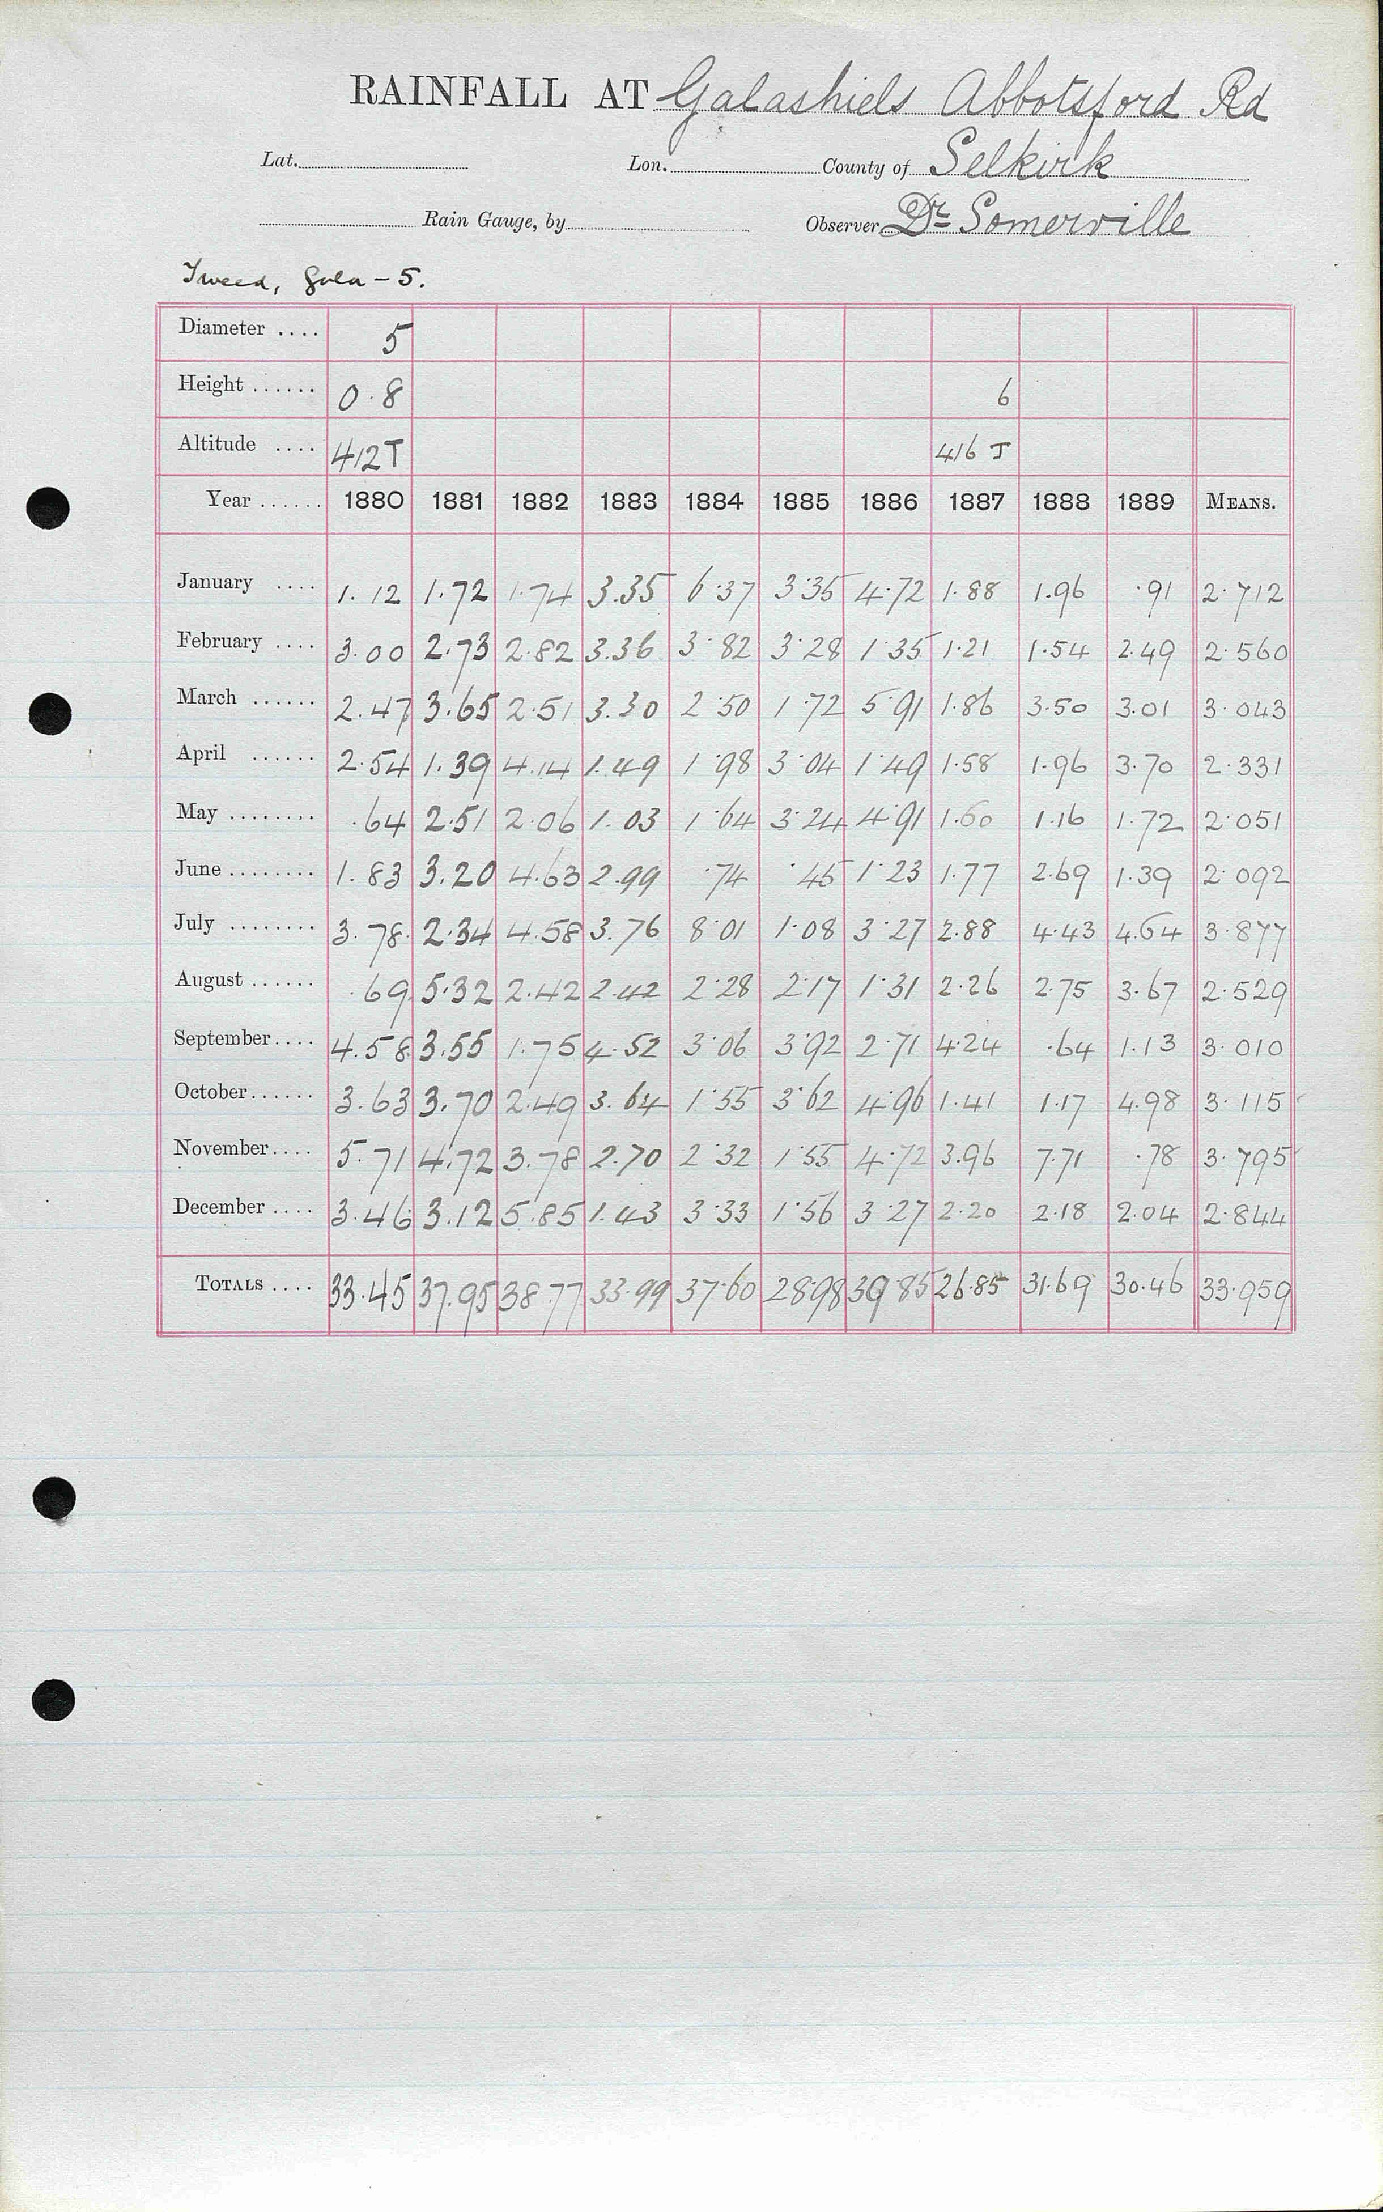 RAINFALL AT Galashiels Abbotsford Rd
Lat. Lon. County of Selkirk
Rain Gauge, by Observer Dr Somerville
Tweed, Gala - 5.
Diameter .... 5
Height ...... 0.8 6
Altitude .... 412T 416 T
Year ...... 1880 1881 1882 1883 1884 1885 1886 1887 1888 1889 MEANS.
January .... 1.12 1.72 1.74 3.35 6.37 3.35 4.72 1.88 1.96 .91 2.712
February .... 3.00 2.73 2.82 3.36 3.82 3.28 1.35 1.21 1.54 2.49 2.560
March ...... 2.47 3.65 2.51 3.30 2.50 1.72 5.91 1.86 3.50 3.01 3.043
April ...... 2.54 1.39 4.14 1.49 1.98 3.04 1.49 1.58 1.96 3.70 2.331
May ........ .64 2.51 2.06 1.03 1.64 3.24 4.91 1.60 1.16 1.72 2.051
June ........ 1.83 3.20 4.63 2.99 .74 .45 1.23 1.77 2.69 1.39 2.092
July ........ 3.78 2.34 4.58 3.76 8.01 1.08 3.27 2.88 4.43 4.64 3.877
August ...... .69 5.32 2.42 2.42 2.28 2.17 1.31 2.26 2.75 3.67 2.529
September .... 4.58 3.55 1.75 4.52 3.06 3.92 2.71 4.24 .64 1.13 3.010
October ...... 3.63 3.70 2.49 3.64 1.55 3.62 4.96 1.41 1.17 4.98 3.115
November .... 5.71 4.72 3.78 2.70 2.32 1.55 4.72 3.96 7.71 .78 3.795
December .... 3.46 3.12 5.85 1.43 3.33 1.56 3.27 2.20 2.18 2.04 2.844
TOTALS .... 33.45 37.95 38.77 33.99 37.60 28.98 39.85 26.85 31.69 30.46 33.959